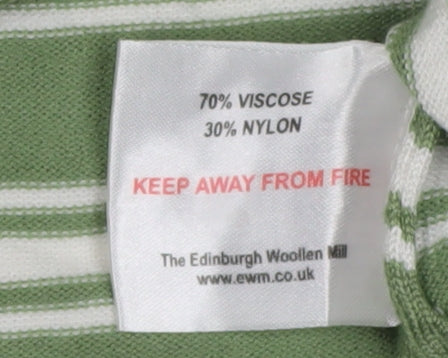 70% VISCOSE
30% NYLON
KEEP AWAY FROM FIRE
The Edinburgh Woollen Mill
www.ewm.co.uk